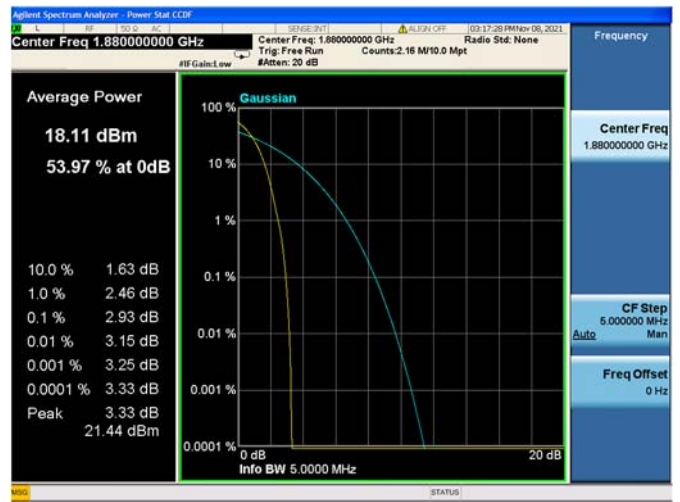 Agilent Spectrum Analyzer - Power Stat CCDF
L RF 50 Ω AC SENSE:INT ALIGN OFF 03:17:28 PM Nov 08, 2021
Center Freq 1.880000000 GHz
Center Freq: 1.880000000 GHz Radio Std: None
Trig: Free Run Counts:2.16 M/10.0 Mpt
#IFGain:Low #Atten: 20 dB
Frequency
Average Power
18.11 dBm
53.97 % at 0dB
10.0 % 1.63 dB
1.0 % 2.46 dB
0.1 % 2.93 dB
0.01 % 3.15 dB
0.001 % 3.25 dB
0.0001 % 3.33 dB
Peak 3.33 dB
21.44 dBm
Gaussian
100 %
10 %
1 %
0.1 %
0.01 %
0.001 %
0.0001 %
0 dB 20 dB
Info BW 5.0000 MHz
Center Freq
1.880000000 GHz
CF Step
5.000000 MHz
Auto Man
Freq Offset
0 Hz
MSG STATUS